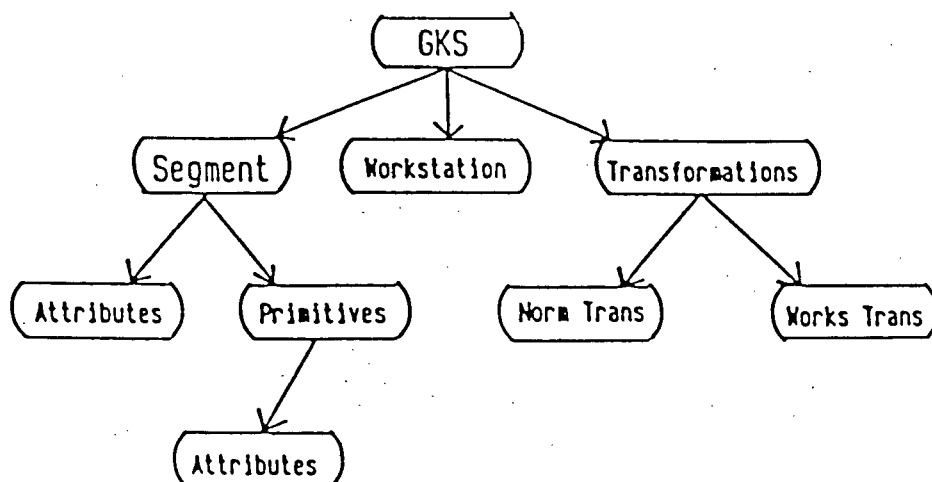 GKS
Segment
Workstation
Transformations
Attributes
Primitives
Norm Trans
Works Trans
Attributes